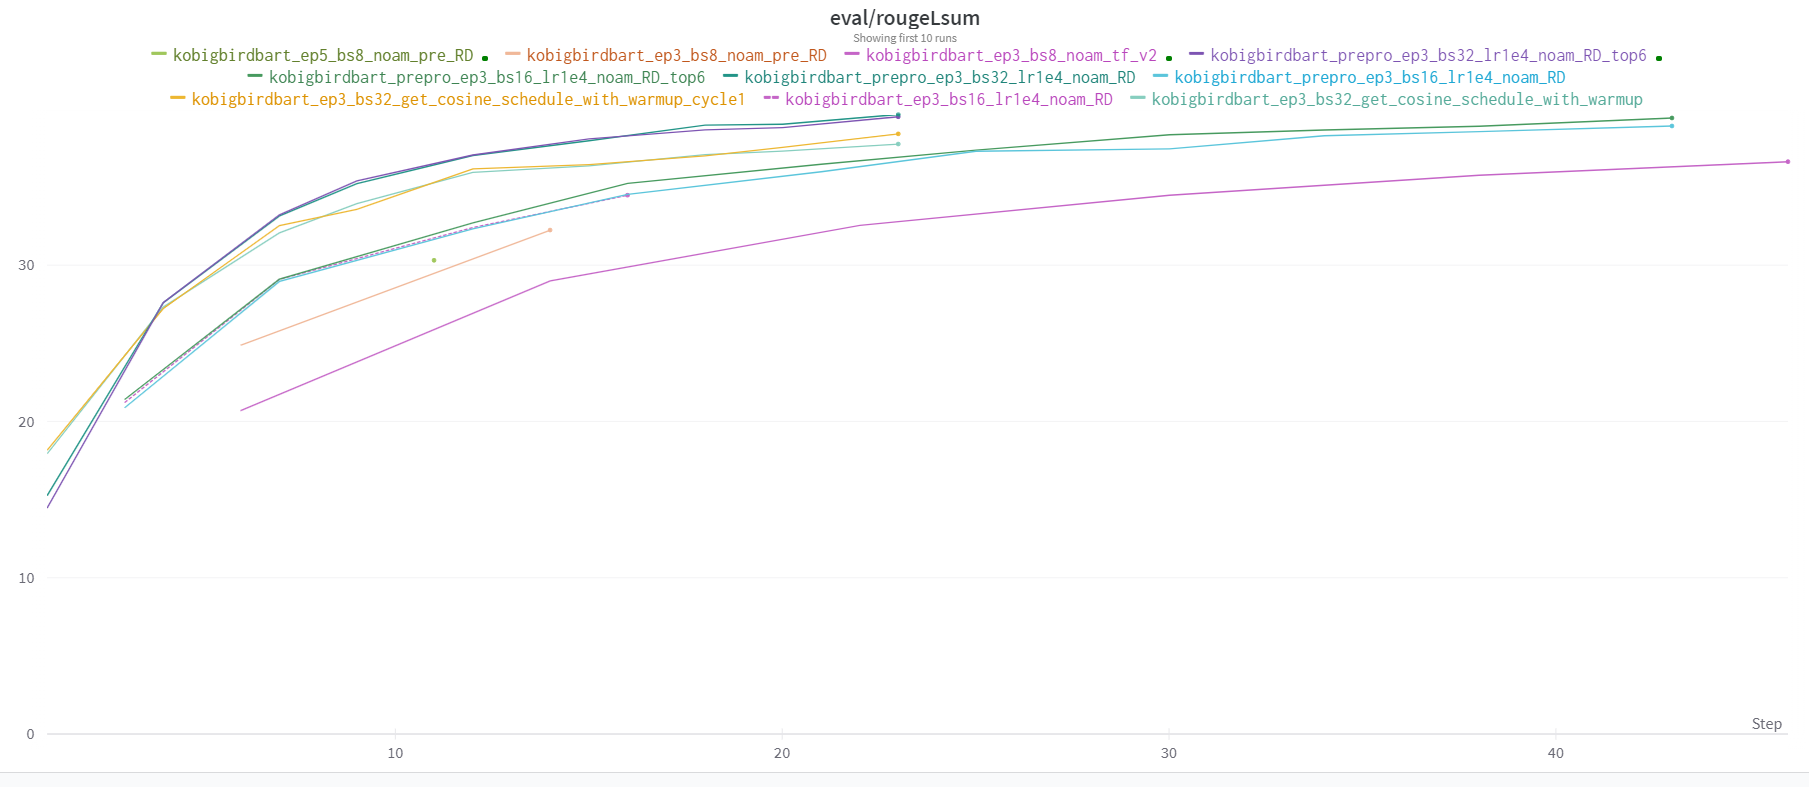 eval/rougeLsum
Showing first 10 runs
kobigbirdbart_ep5_bs8_noam_pre_RD kobigbirdbart_ep3_bs8_noam_pre_RD kobigbirdbart_ep3_bs8_noam_tf_v2 kobigbirdbart_prepro_ep3_bs32_lr1e4_noam_RD_top6
kobigbirdbart_prepro_ep3_bs16_lr1e4_noam_RD_top6 kobigbirdbart_prepro_ep3_bs32_lr1e4_noam_RD kobigbirdbart_prepro_ep3_bs16_lr1e4_noam_RD
kobigbirdbart_ep3_bs32_get_cosine_schedule_with_warmup_cycle1 kobigbirdbart_ep3_bs16_lr1e4_noam_RD kobigbirdbart_ep3_bs32_get_cosine_schedule_with_warmup
30
20
10
0
Step
10 20 30 40